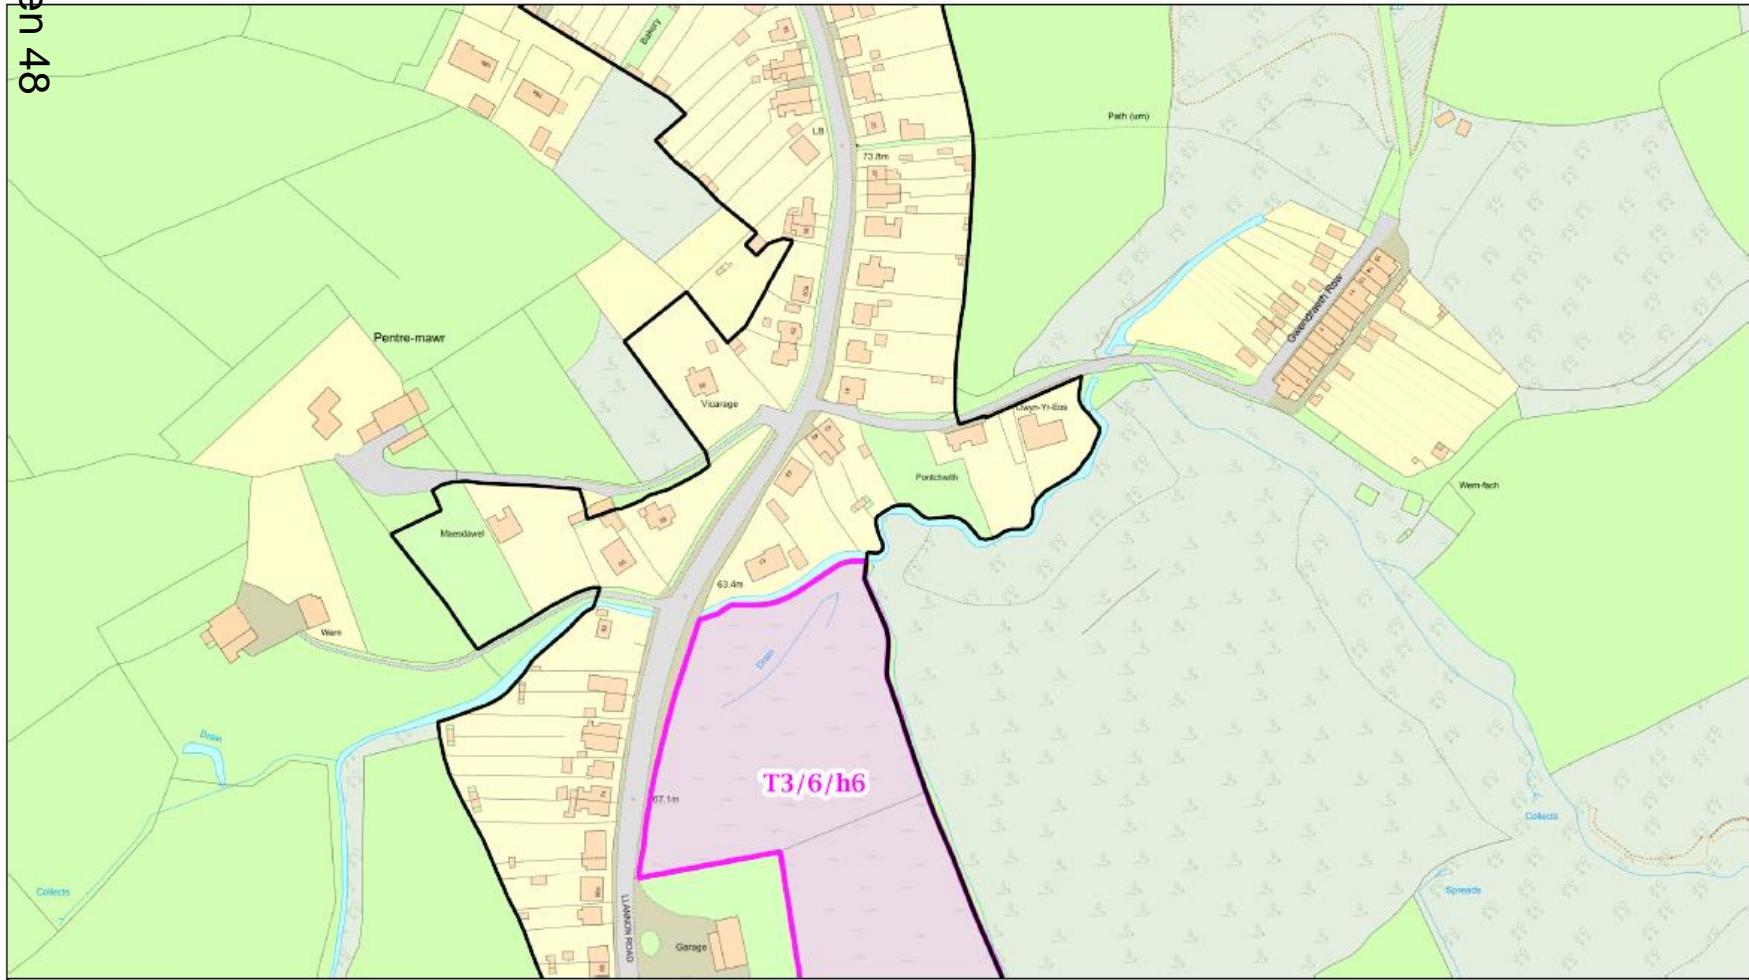 en 48
Bakery
LB
Path (um)
73.8m
Gwendraeth Row
Pentre-mawr
Vicarage
Llwyn-Yr-Eos
Pontchwith
Wern-fach
Maesdawel
63.4m
Wern
Drain
Drain
T3/6/h6
67.1m
Collects
Collects
Spreads
LLANNON ROAD
Garage